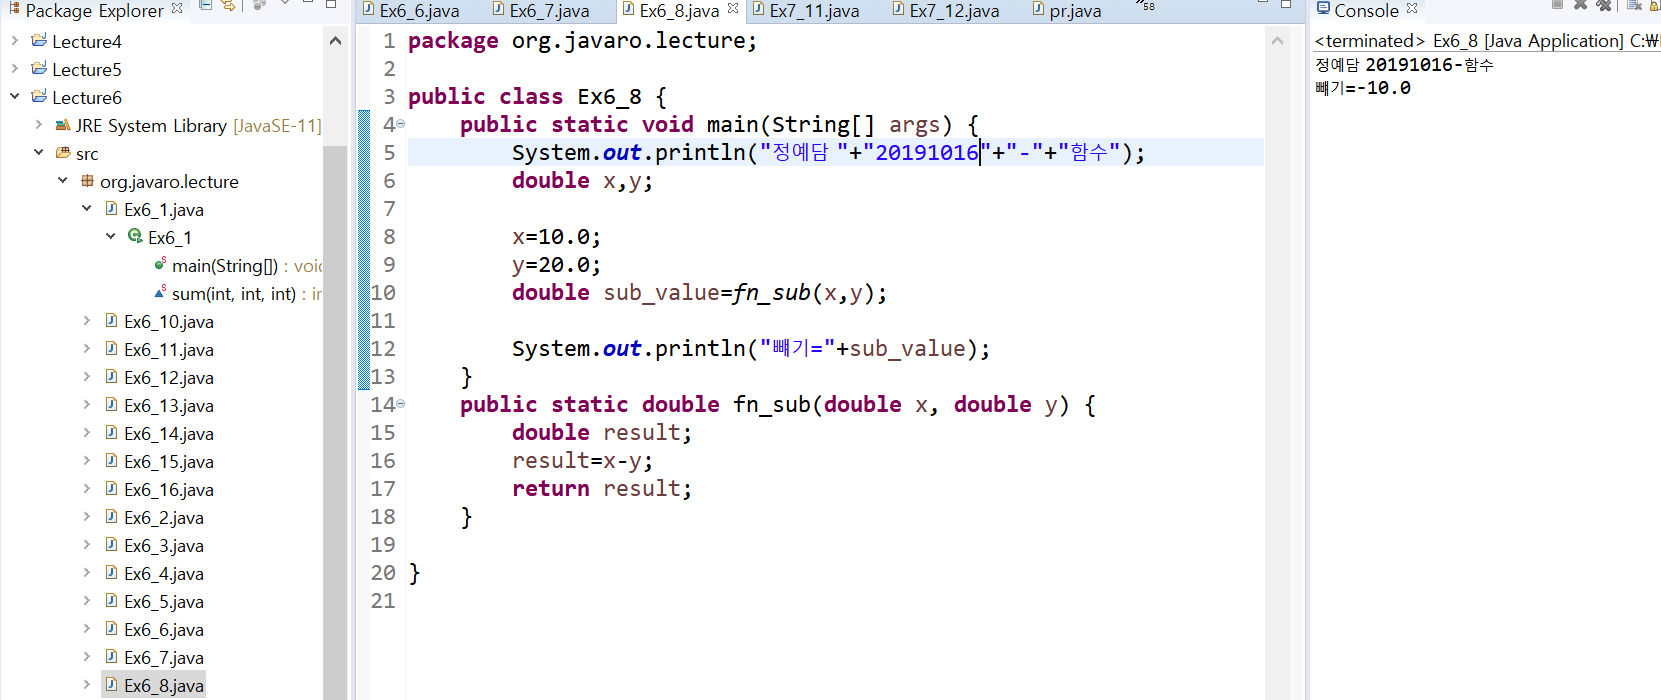 Package Explorer
Lecture4
Lecture5
Lecture6
JRE System Library [JavaSE-11]
src
org.javaro.lecture
Ex6_1.java
Ex6_1
main(String[]) : voi
sum(int, int, int) : i
Ex6_10.java
Ex6_11.java
Ex6_12.java
Ex6_13.java
Ex6_14.java
Ex6_15.java
Ex6_16.java
Ex6_2.java
Ex6_3.java
Ex6_4.java
Ex6_5.java
Ex6_6.java
Ex6_7.java
Ex6_8.java
Ex6_6.java Ex6_7.java Ex6_8.java Ex7_11.java Ex7_12.java pr.java »58
1 package org.javaro.lecture;
2
3 public class Ex6_8 {
4 public static void main(String[] args) {
5 System.out.println("정예담 "+"20191016"+"-"+"함수");
6 double x,y;
7
8 x=10.0;
9 y=20.0;
10 double sub_value=fn_sub(x,y);
11
12 System.out.println("빼기="+sub_value);
13 }
14 public static double fn_sub(double x, double y) {
15 double result;
16 result=x-y;
17 return result;
18 }
19
20 }
21
Console
<terminated> Ex6_8 [Java Application] C:₩
정예담 20191016-함수
빼기=-10.0